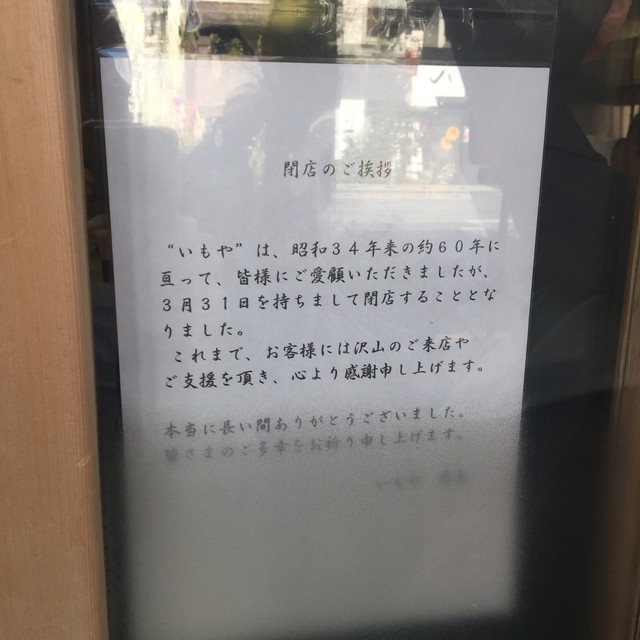 閉店のご挨拶
“いもや”は、昭和３４年来の約６０年に
亘って、皆様にご愛顧いただきましたが、
３月３１日を持ちまして閉店することとな
りました。
これまで、お客様には沢山のご来店や
ご支援を頂き、心より感謝申し上げます。
本当に長い間ありがとうございました。
皆さまのご多幸をお祈り申し上げます。
いもや